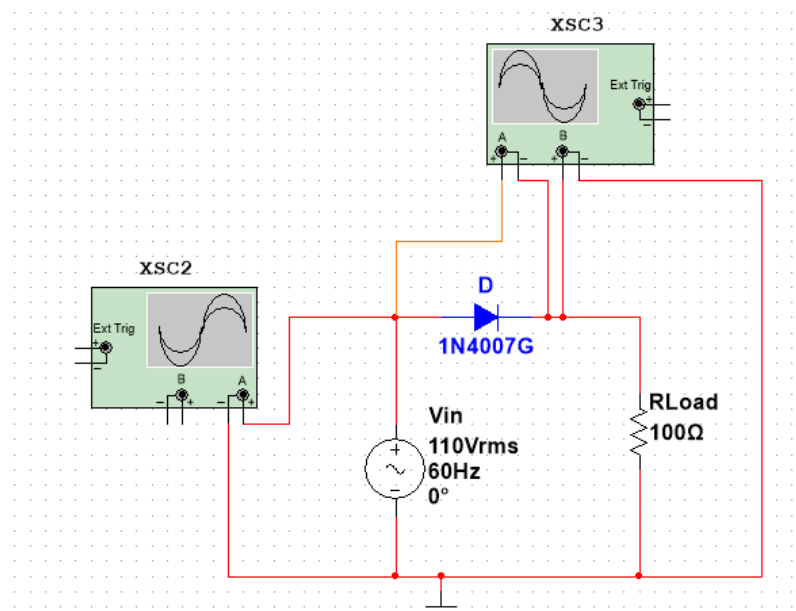 XSC3
Ext Trig
+
−
A
B
+ − + −
XSC2
Ext Trig
+
−
B
A
− + − +
D
1N4007G
Vin
110Vrms
60Hz
0°
+
−
RLoad
100Ω